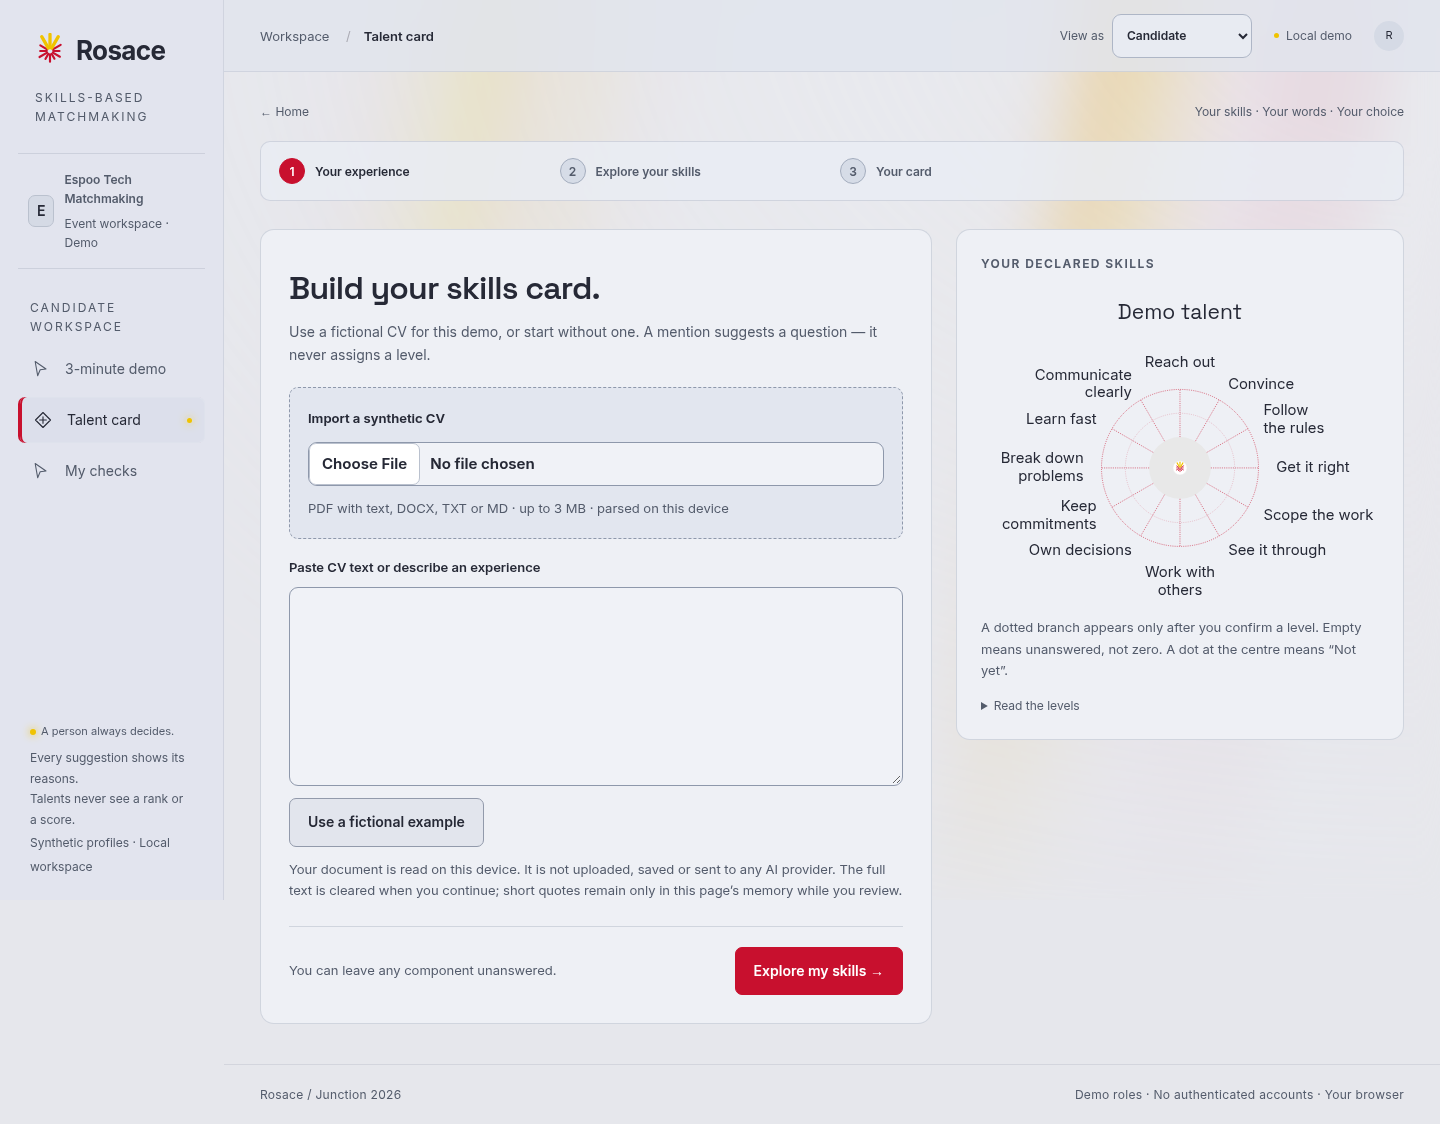 Rosace
SKILLS-BASED
MATCHMAKING
E
Espoo Tech
Matchmaking
Event workspace ·
Demo
CANDIDATE
WORKSPACE
3-minute demo
Talent card
My checks
A person always decides.
Every suggestion shows its
reasons.
Talents never see a rank or
a score.
Synthetic profiles · Local
workspace
Workspace / Talent card
View as
Candidate
Local demo
R
← Home
Your skills · Your words · Your choice
1 Your experience
2 Explore your skills
3 Your card
Build your skills card.
Use a fictional CV for this demo, or start without one. A mention suggests a question — it
never assigns a level.
Import a synthetic CV
Choose File No file chosen
PDF with text, DOCX, TXT or MD · up to 3 MB · parsed on this device
Paste CV text or describe an experience
Use a fictional example
Your document is read on this device. It is not uploaded, saved or sent to any AI provider. The full
text is cleared when you continue; short quotes remain only in this page’s memory while you review.
You can leave any component unanswered.
Explore my skills →
YOUR DECLARED SKILLS
Demo talent
Reach out
Convince
Follow
the rules
Get it right
Scope the work
See it through
Work with
others
Own decisions
Keep
commitments
Break down
problems
Learn fast
Communicate
clearly
A dotted branch appears only after you confirm a level. Empty
means unanswered, not zero. A dot at the centre means “Not
yet”.
Read the levels
Rosace / Junction 2026
Demo roles · No authenticated accounts · Your browser